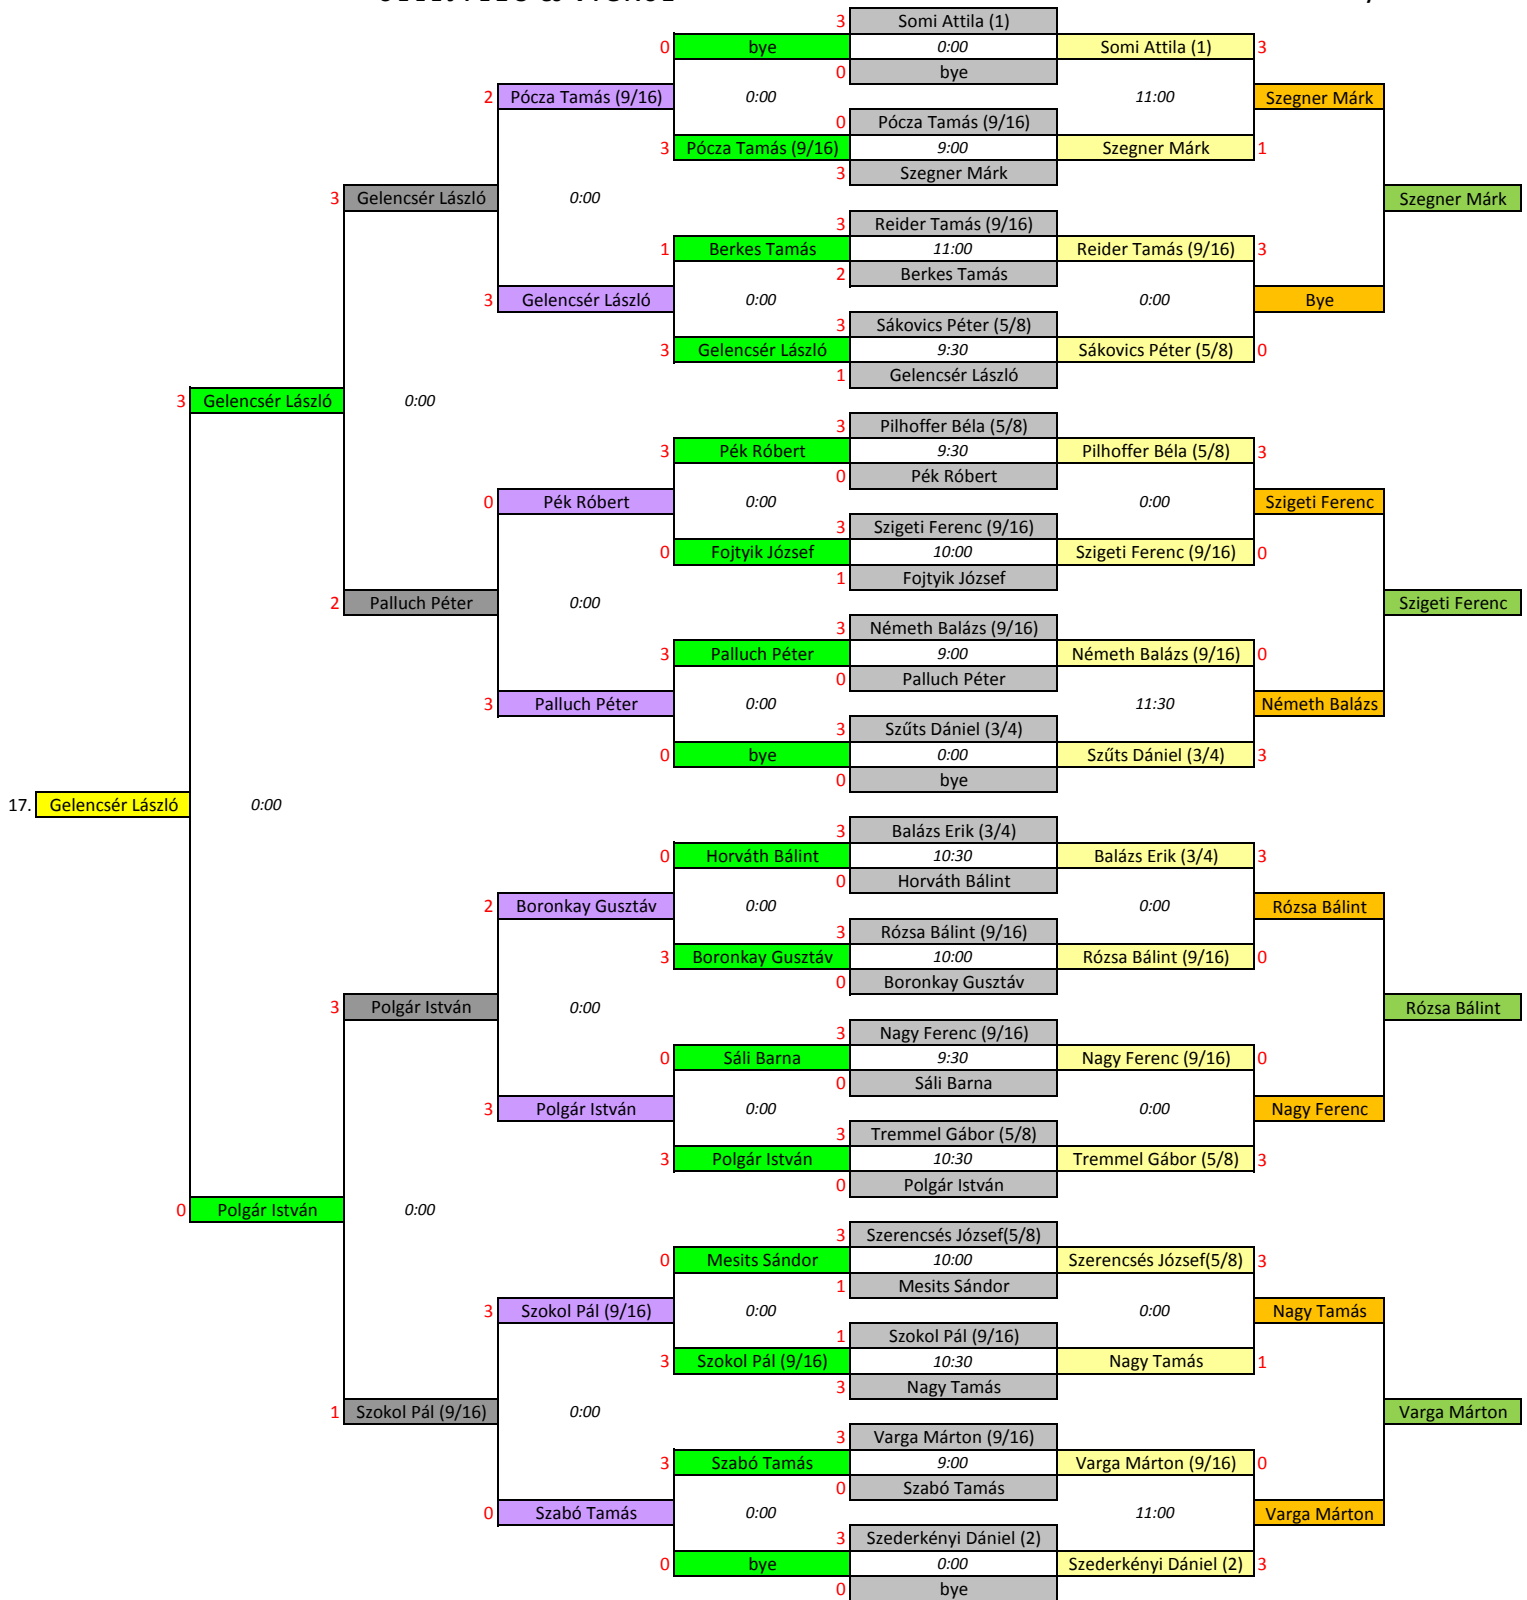 3 Somi Attila (1)
0 bye 0:00 Somi Attila (1) 3
0 bye
2 Pócza Tamás (9/16) 0:00 11:00 Szegner Márk
0 Pócza Tamás (9/16)
3 Pócza Tamás (9/16) 9:00 Szegner Márk 1
3 Szegner Márk
3 Gelencsér László 0:00 Szegner Márk
3 Reider Tamás (9/16)
1 Berkes Tamás 11:00 Reider Tamás (9/16) 3
2 Berkes Tamás
3 Gelencsér László 0:00 0:00 Bye
3 Sákovics Péter (5/8)
3 Gelencsér László 9:30 Sákovics Péter (5/8) 0
1 Gelencsér László
3 Gelencsér László 0:00
3 Pilhoffer Béla (5/8)
3 Pék Róbert 9:30 Pilhoffer Béla (5/8) 3
0 Pék Róbert
0 Pék Róbert 0:00 0:00 Szigeti Ferenc
3 Szigeti Ferenc (9/16)
0 Fojtyik József 10:00 Szigeti Ferenc (9/16) 0
1 Fojtyik József
2 Palluch Péter 0:00 Szigeti Ferenc
3 Németh Balázs (9/16)
3 Palluch Péter 9:00 Németh Balázs (9/16) 0
0 Palluch Péter
3 Palluch Péter 0:00 11:30 Németh Balázs
3 Szűts Dániel (3/4)
0 bye 0:00 Szűts Dániel (3/4) 3
0 bye
17. Gelencsér László 0:00
3 Balázs Erik (3/4)
0 Horváth Bálint 10:30 Balázs Erik (3/4) 3
0 Horváth Bálint
2 Boronkay Gusztáv 0:00 0:00 Rózsa Bálint
3 Rózsa Bálint (9/16)
3 Boronkay Gusztáv 10:00 Rózsa Bálint (9/16) 0
0 Boronkay Gusztáv
3 Polgár István 0:00 Rózsa Bálint
3 Nagy Ferenc (9/16)
0 Sáli Barna 9:30 Nagy Ferenc (9/16) 0
0 Sáli Barna
3 Polgár István 0:00 0:00 Nagy Ferenc
3 Tremmel Gábor (5/8)
3 Polgár István 10:30 Tremmel Gábor (5/8) 3
0 Polgár István
0 Polgár István 0:00
3 Szerencsés József(5/8)
0 Mesits Sándor 10:00 Szerencsés József(5/8) 3
1 Mesits Sándor
3 Szokol Pál (9/16) 0:00 0:00 Nagy Tamás
1 Szokol Pál (9/16)
3 Szokol Pál (9/16) 10:30 Nagy Tamás 1
3 Nagy Tamás
1 Szokol Pál (9/16) 0:00 Varga Márton
3 Varga Márton (9/16)
3 Szabó Tamás 9:00 Varga Márton (9/16) 0
0 Szabó Tamás
0 Szabó Tamás 0:00 11:00 Varga Márton
3 Szederkényi Dániel (2)
0 bye 0:00 Szederkényi Dániel (2) 3
0 bye